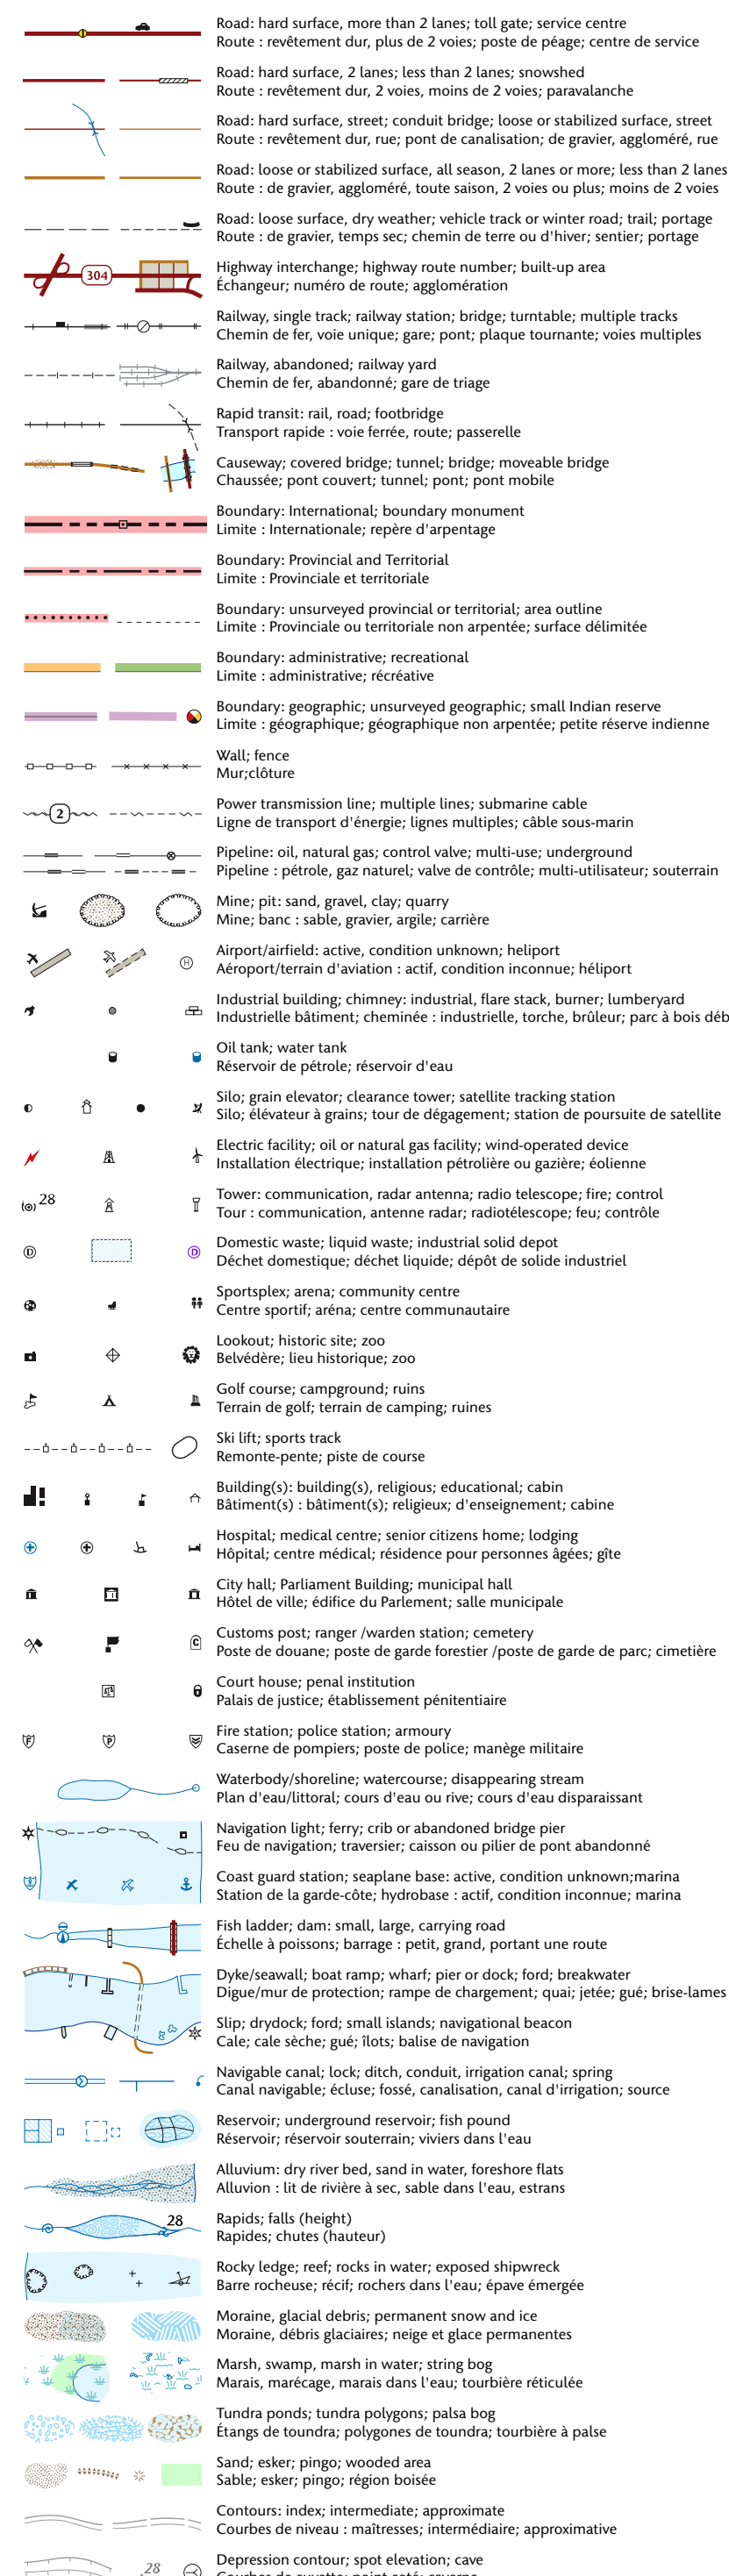 Road: hard surface, more than 2 lanes; toll gate; service centre
Route : revêtement dur, plus de 2 voies; poste de péage; centre de service
Road: hard surface, 2 lanes; less than 2 lanes; snowshed
Route : revêtement dur, 2 voies, moins de 2 voies; paravalanche
Road: hard surface, street; conduit bridge; loose or stabilized surface, street
Route : revêtement dur, rue; pont de canalisation; de gravier, aggloméré, rue
Road: loose or stabilized surface, all season, 2 lanes or more; less than 2 lanes
Route : de gravier, aggloméré, toute saison, 2 voies ou plus; moins de 2 voies
Road: loose surface, dry weather; vehicle track or winter road; trail; portage
Route : de gravier, temps sec; chemin de terre ou d'hiver; sentier; portage
304
Highway interchange; highway route number; built-up area
Échangeur; numéro de route; agglomération
Railway, single track; railway station; bridge; turntable; multiple tracks
Chemin de fer, voie unique; gare; pont; plaque tournante; voies multiples
Railway, abandoned; railway yard
Chemin de fer, abandonné; gare de triage
Rapid transit: rail, road; footbridge
Transport rapide : voie ferrée, route; passerelle
Causeway; covered bridge; tunnel; bridge; moveable bridge
Chaussée; pont couvert; tunnel; pont; pont mobile
Boundary: International; boundary monument
Limite : Internationale; repère d'arpentage
Boundary: Provincial and Territorial
Limite : Provinciale et territoriale
Boundary: unsurveyed provincial or territorial; area outline
Limite : Provinciale ou territoriale non arpentée; surface délimitée
Boundary: administrative; recreational
Limite : administrative; récréative
Boundary: geographic; unsurveyed geographic; small Indian reserve
Limite : géographique; géographique non arpentée; petite réserve indienne
Wall; fence
Mur;clôture
2
Power transmission line; multiple lines; submarine cable
Ligne de transport d'énergie; lignes multiples; câble sous-marin
Pipeline: oil, natural gas; control valve; multi-use; underground
Pipeline : pétrole, gaz naturel; valve de contrôle; multi-utilisateur; souterrain
Mine; pit: sand, gravel, clay; quarry
Mine; banc : sable, gravier, argile; carrière
H
Airport/airfield: active, condition unknown; heliport
Aéroport/terrain d'aviation : actif, condition inconnue; héliport
Industrial building; chimney: industrial, flare stack, burner; lumberyard
Industrielle bâtiment; cheminée : industrielle, torche, brûleur; parc à bois déb
Oil tank; water tank
Réservoir de pétrole; réservoir d'eau
Silo; grain elevator; clearance tower; satellite tracking station
Silo; élévateur à grains; tour de dégagement; station de poursuite de satellite
Electric facility; oil or natural gas facility; wind-operated device
Installation électrique; installation pétrolière ou gazière; éolienne
28
Tower: communication, radar antenna; radio telescope; fire; control
Tour : communication, antenne radar; radiotélescope; feu; contrôle
D D
Domestic waste; liquid waste; industrial solid depot
Déchet domestique; déchet liquide; dépôt de solide industriel
Sportsplex; arena; community centre
Centre sportif; aréna; centre communautaire
Lookout; historic site; zoo
Belvédère; lieu historique; zoo
Golf course; campground; ruins
Terrain de golf; terrain de camping; ruines
Ski lift; sports track
Remonte-pente; piste de course
Building(s): building(s), religious; educational; cabin
Bâtiment(s) : bâtiment(s); religieux; d'enseignement; cabine
Hospital; medical centre; senior citizens home; lodging
Hôpital; centre médical; résidence pour personnes âgées; gîte
City hall; Parliament Building; municipal hall
Hôtel de ville; édifice du Parlement; salle municipale
C
Customs post; ranger /warden station; cemetery
Poste de douane; poste de garde forestier /poste de garde de parc; cimetière
Court house; penal institution
Palais de justice; établissement pénitentiaire
F P
Fire station; police station; armoury
Caserne de pompiers; poste de police; manège militaire
Waterbody/shoreline; watercourse; disappearing stream
Plan d'eau/littoral; cours d'eau ou rive; cours d'eau disparaissant
Navigation light; ferry; crib or abandoned bridge pier
Feu de navigation; traversier; caisson ou pilier de pont abandonné
Coast guard station; seaplane base: active, condition unknown;marina
Station de la garde-côte; hydrobase : actif, condition inconnue; marina
Fish ladder; dam: small, large, carrying road
Échelle à poissons; barrage : petit, grand, portant une route
Dyke/seawall; boat ramp; wharf; pier or dock; ford; breakwater
Digue/mur de protection; rampe de chargement; quai; jetée; gué; brise-lames
Slip; drydock; ford; small islands; navigational beacon
Cale; cale sèche; gué; îlots; balise de navigation
Navigable canal; lock; ditch, conduit, irrigation canal; spring
Canal navigable; écluse; fossé, canalisation, canal d'irrigation; source
Reservoir; underground reservoir; fish pound
Réservoir; réservoir souterrain; viviers dans l'eau
Alluvium: dry river bed, sand in water, foreshore flats
Alluvion : lit de rivière à sec, sable dans l'eau, estrans
28
Rapids; falls (height)
Rapides; chutes (hauteur)
Rocky ledge; reef; rocks in water; exposed shipwreck
Barre rocheuse; récif; rochers dans l'eau; épave émergée
Moraine, glacial debris; permanent snow and ice
Moraine, débris glaciaires; neige et glace permanentes
Marsh, swamp, marsh in water; string bog
Marais, marécage, marais dans l'eau; tourbière réticulée
Tundra ponds; tundra polygons; palsa bog
Étangs de toundra; polygones de toundra; tourbière à palse
Sand; esker; pingo; wooded area
Sable; esker; pingo; région boisée
Contours: index; intermediate; approximate
Courbes de niveau : maîtresses; intermédiaire; approximative
28
Depression contour; spot elevation; cave